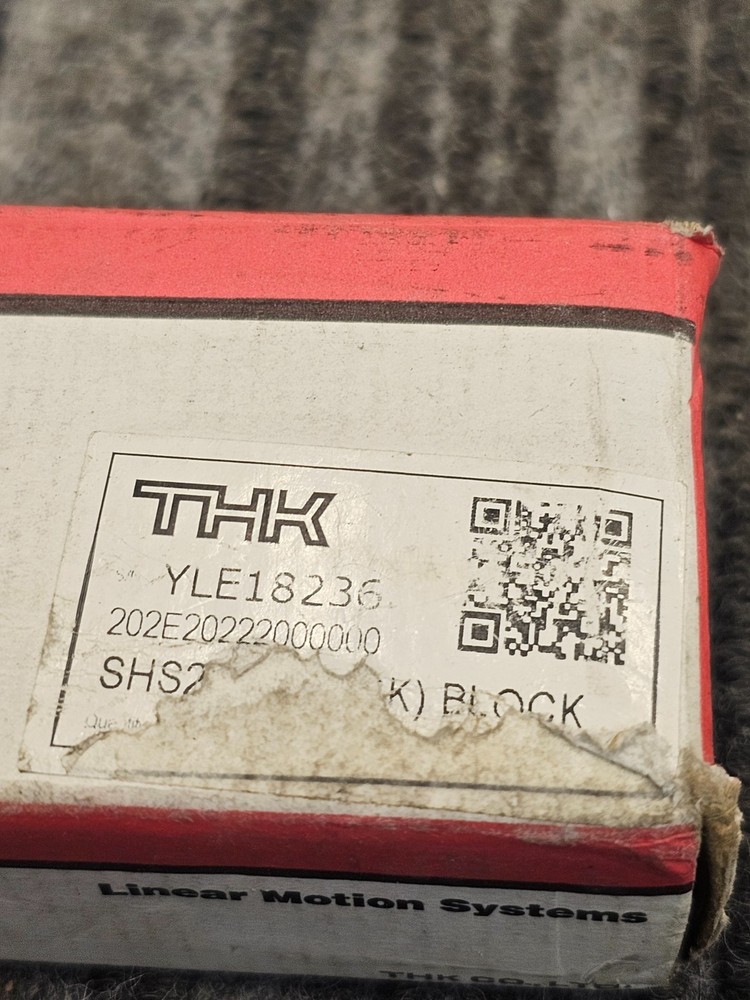 THK
S/N YLE18236
202E20222000000
SHS2 K) BLOCK
Linear Motion Systems
THK CO., LTD.